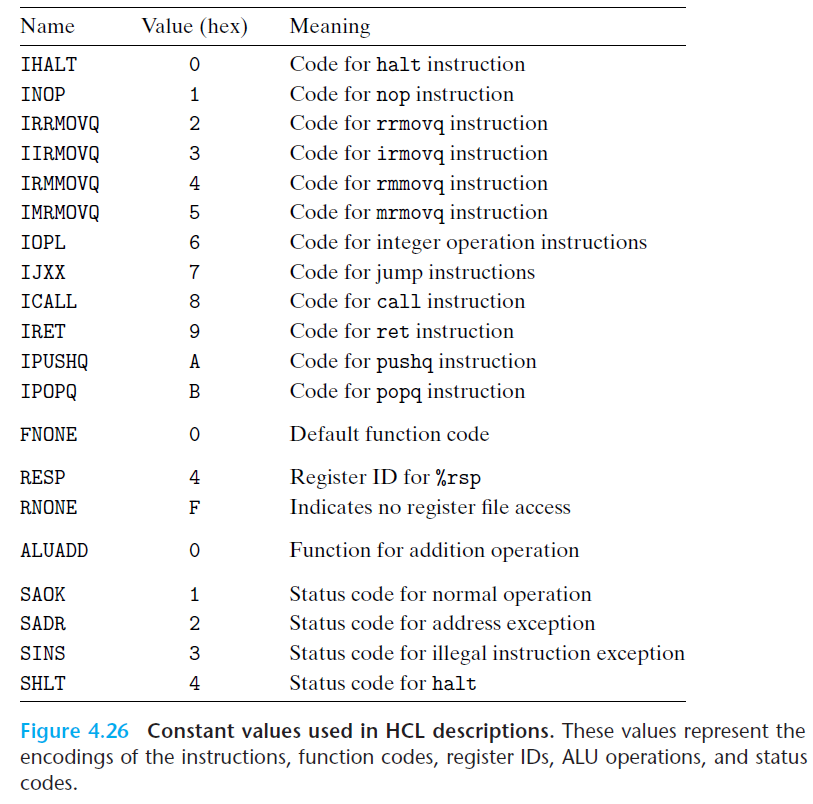 Name Value (hex) Meaning
IHALT 0 Code for halt instruction
INOP 1 Code for nop instruction
IRRMOVQ 2 Code for rrmovq instruction
IIRMOVQ 3 Code for irmovq instruction
IRMMOVQ 4 Code for rmmovq instruction
IMRMOVQ 5 Code for mrmovq instruction
IOPL 6 Code for integer operation instructions
IJXX 7 Code for jump instructions
ICALL 8 Code for call instruction
IRET 9 Code for ret instruction
IPUSHQ A Code for pushq instruction
IPOPQ B Code for popq instruction
FNONE 0 Default function code
RESP 4 Register ID for %rsp
RNONE F Indicates no register file access
ALUADD 0 Function for addition operation
SAOK 1 Status code for normal operation
SADR 2 Status code for address exception
SINS 3 Status code for illegal instruction exception
SHLT 4 Status code for halt
Figure 4.26 Constant values used in HCL descriptions. These values represent the
encodings of the instructions, function codes, register IDs, ALU operations, and status
codes.